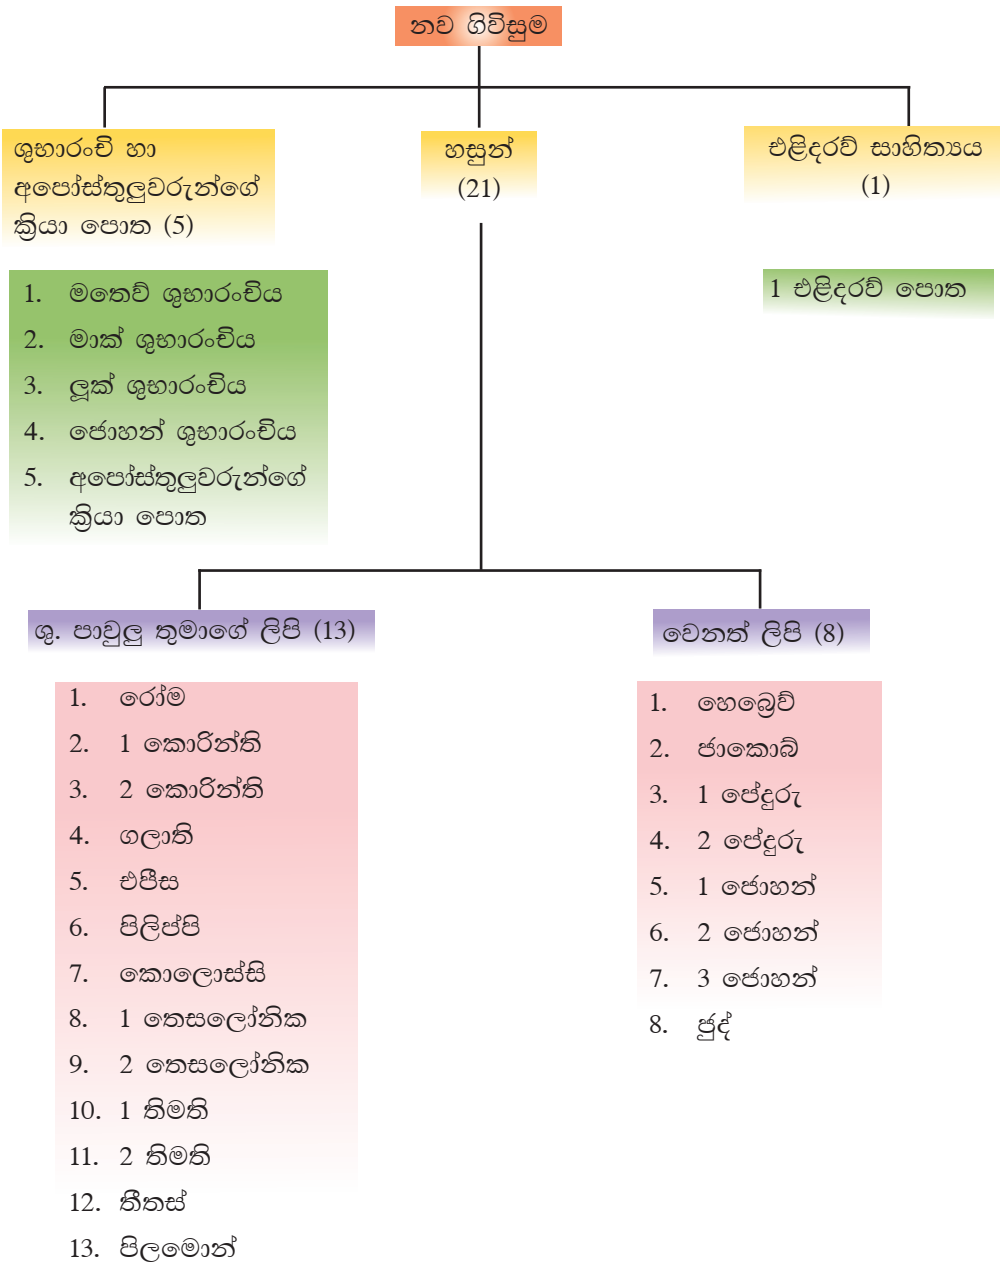 නව ගිවිසුම
ශුභාරංචි හා
අපෝස්තුලුවරුන්ගේ
ක්‍රියා පොත (5)
හසුන්
(21)
එළිදරව් සාහිත්‍යය
(1)
1. මතෙව් ශුභාරංචිය
2. මාක් ශුභාරංචිය
3. ලූක් ශුභාරංචිය
4. ජොහන් ශුභාරංචිය
5. අපෝස්තුලුවරුන්ගේ
ක්‍රියා පොත
1 එළිදරව් පොත
ශු. පාවුලු තුමාගේ ලිපි (13)
1. රෝම
2. 1 කොරින්ති
3. 2 කොරින්ති
4. ගලාති
5. එපීස
6. පිලිප්පි
7. කොලොස්සි
8. 1 තෙසලෝනික
9. 2 තෙසලෝනික
10. 1 තිමති
11. 2 තිමති
12. තීතස්
13. පිලමොන්
වෙනත් ලිපි (8)
1. හෙබ්‍රෙව්
2. ජාකොබ්
3. 1 පේදුරු
4. 2 පේදුරු
5. 1 ජොහන්
6. 2 ජොහන්
7. 3 ජොහන්
8. ජුද්